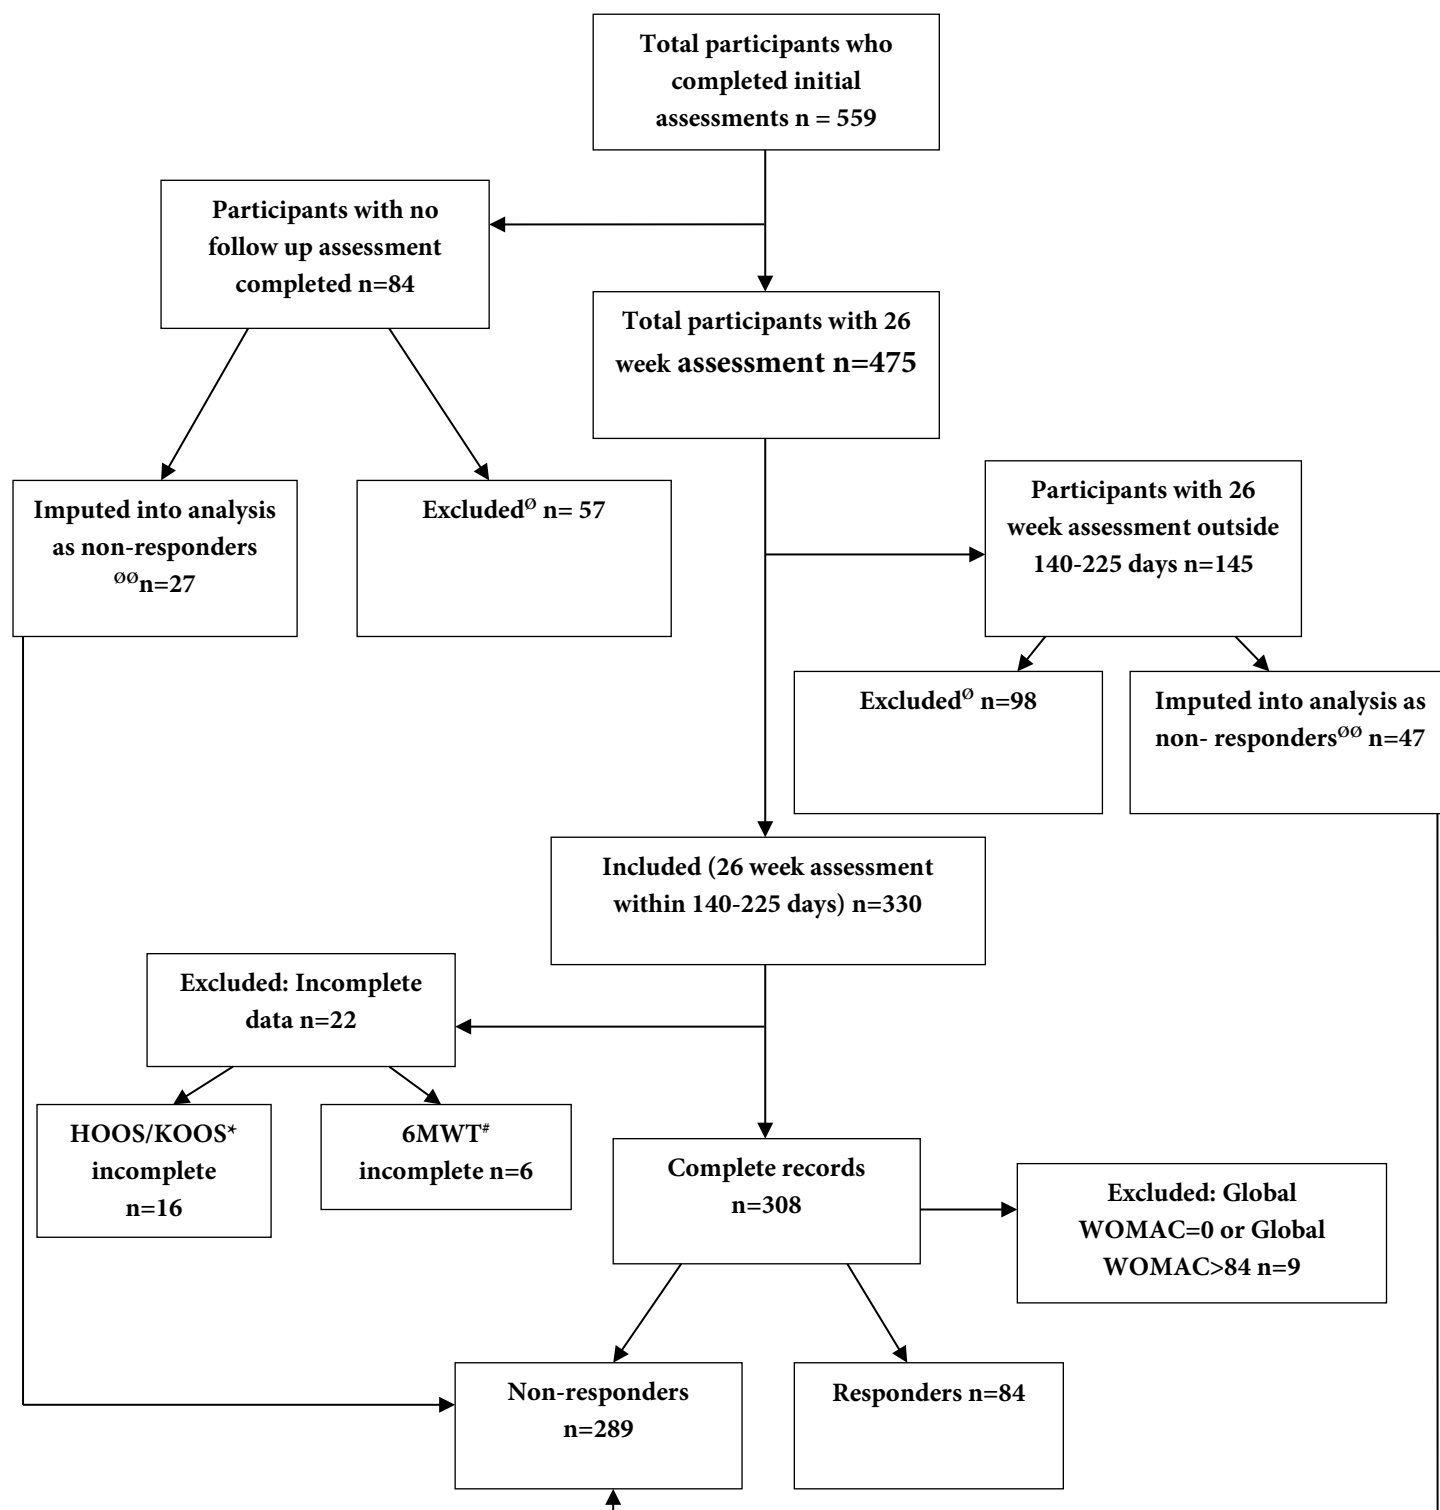 Total participants who
completed initial
assessments n = 559
Participants with no
follow up assessment
completed n=84
Total participants with 26
week assessment n=475
Imputed into analysis
as non-responders
ØØn=27
ExcludedØ n= 57
Participants with 26
week assessment outside
140-225 days n=145
ExcludedØ n=98
Imputed into analysis as
non- respondersØØ n=47
Included (26 week assessment
within 140-225 days) n=330
Excluded: Incomplete
data n=22
HOOS/KOOS*
incomplete
n=16
6MWT#
incomplete n=6
Complete records
n=308
Excluded: Global
WOMAC=0 or Global
WOMAC>84 n=9
Non-responders
n=289
Responders n=84